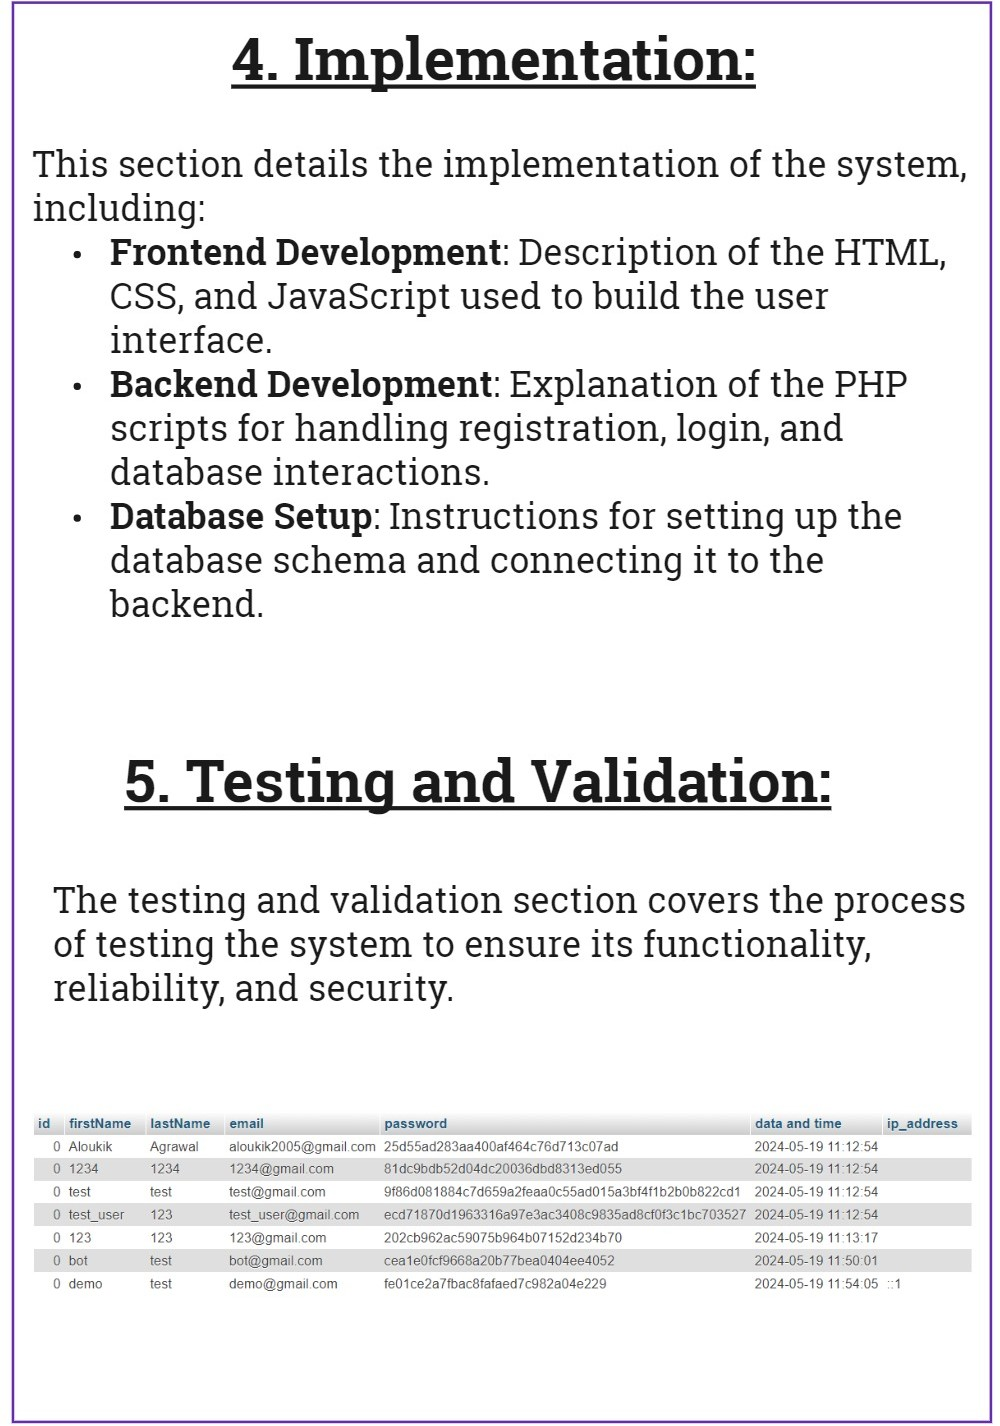 4. Implementation:
This section details the implementation of the system,
including:
• Frontend Development: Description of the HTML,
CSS, and JavaScript used to build the user
interface.
• Backend Development: Explanation of the PHP
scripts for handling registration, login, and
database interactions.
• Database Setup: Instructions for setting up the
database schema and connecting it to the
backend.
5. Testing and Validation:
The testing and validation section covers the process
of testing the system to ensure its functionality,
reliability, and security.
id firstName lastName email password data and time ip_address
0 Aloukik Agrawal aloukik2005@gmail.com 25d55ad283aa400af464c76d713c07ad 2024-05-19 11:12:54
0 1234 1234 1234@gmail.com 81dc9bdb52d04dc20036dbd8313ed055 2024-05-19 11:12:54
0 test test test@gmail.com 9f86d081884c7d659a2feaa0c55ad015a3bf4f1b2b0b822cd1 2024-05-19 11:12:54
0 test_user 123 test_user@gmail.com ecd71870d1963316a97e3ac3408c9835ad8cf0f3c1bc703527 2024-05-19 11:12:54
0 123 123 123@gmail.com 202cb962ac59075b964b07152d234b70 2024-05-19 11:13:17
0 bot test bot@gmail.com cea1e0fcf9668a20b77bea0404ee4052 2024-05-19 11:50:01
0 demo test demo@gmail.com fe01ce2a7fbac8fafaed7c982a04e229 2024-05-19 11:54:05 ::1